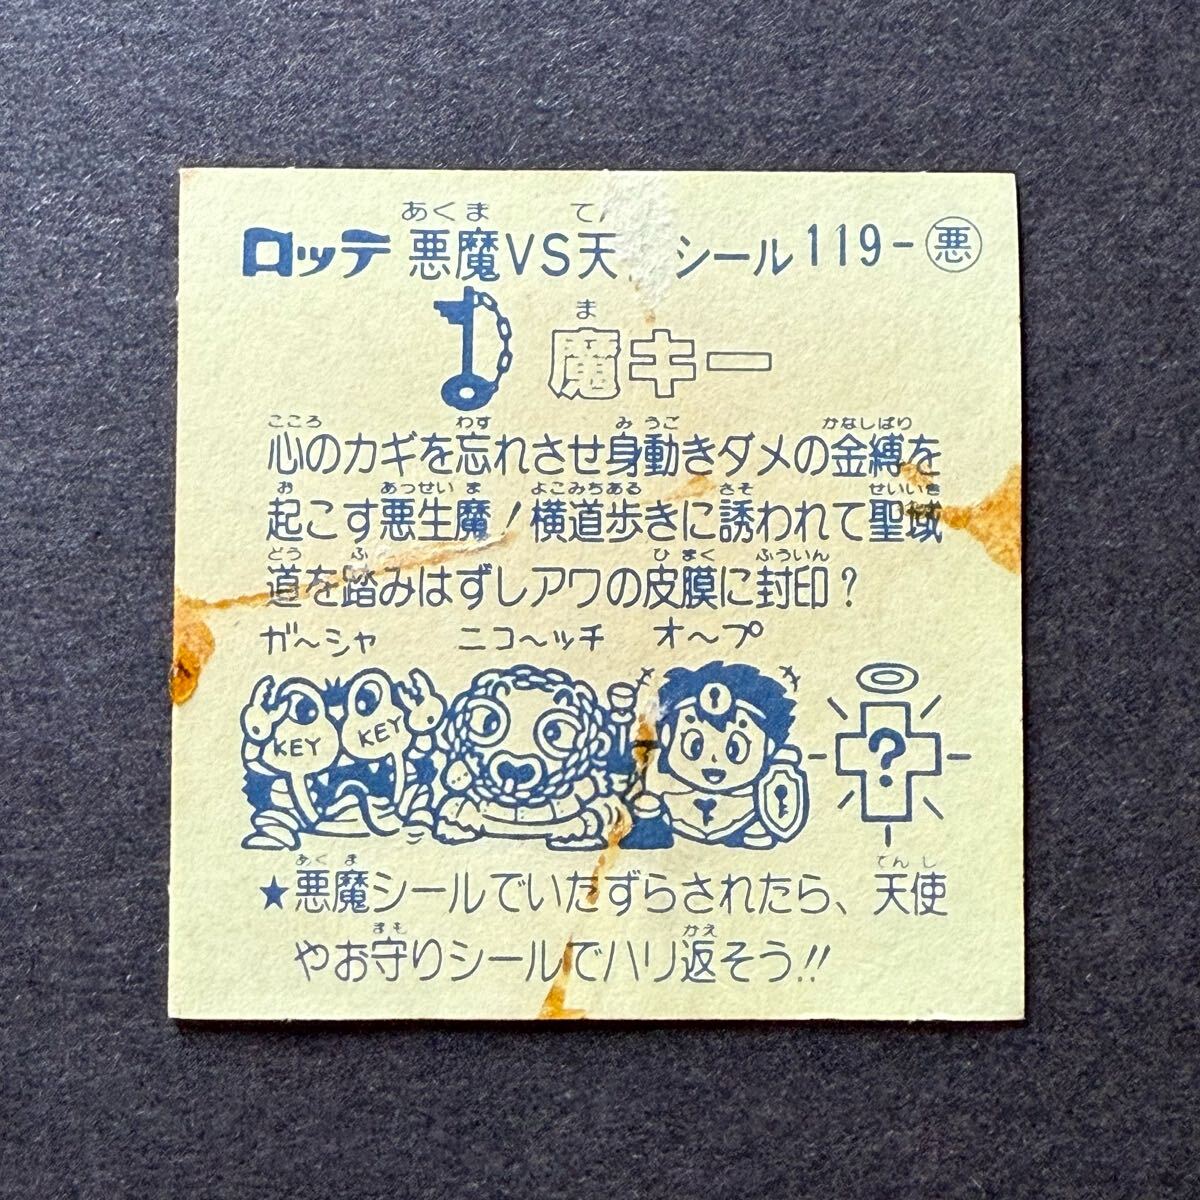 あくま て
ロッテ 悪魔VS天 シール119-悪
ま
魔キー
こころ わす みうご かなしばり
心のカギを忘れさせ身動きダメの金縛を
お あっせいま よこみちある さそ せいいき
起こす悪生魔!横道歩きに誘われて聖域
どう ふ ひまく ふういん
道を踏みはずしアワの皮膜に封印?
ガ〜シャ ニコ〜ッチ オ〜プ
KEY KEY ?
あくま てんし
★悪魔シールでいたずらされたら、天使
まも かえ
やお守りシールでハリ返そう!!